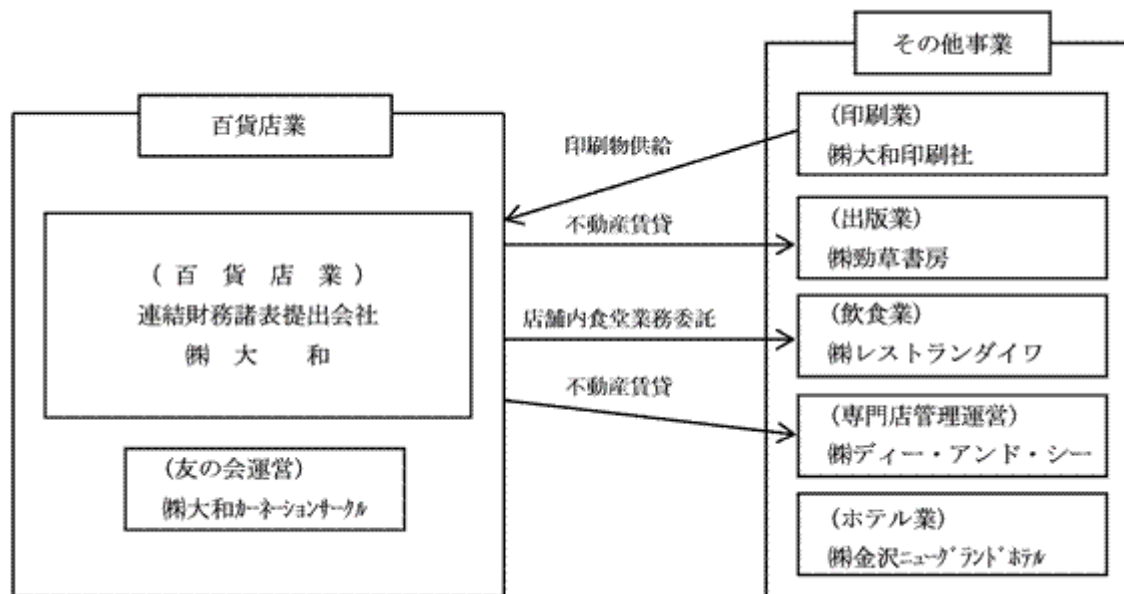 百貨店業
(百貨店業)
連結財務諸表提出会社
㈱大和
(友の会運営)
㈱大和ｶｰﾈｰｼｮﾝｻｰｸﾙ
印刷物供給
不動産賃貸
店舗内食堂業務委託
不動産賃貸
その他事業
(印刷業)
㈱大和印刷社
(出版業)
㈱勁草書房
(飲食業)
㈱レストランダイワ
(専門店管理運営)
㈱ディー・アンド・シー
(ホテル業)
㈱金沢ﾆｭｰｸﾞﾗﾝﾄﾞﾎﾃﾙ